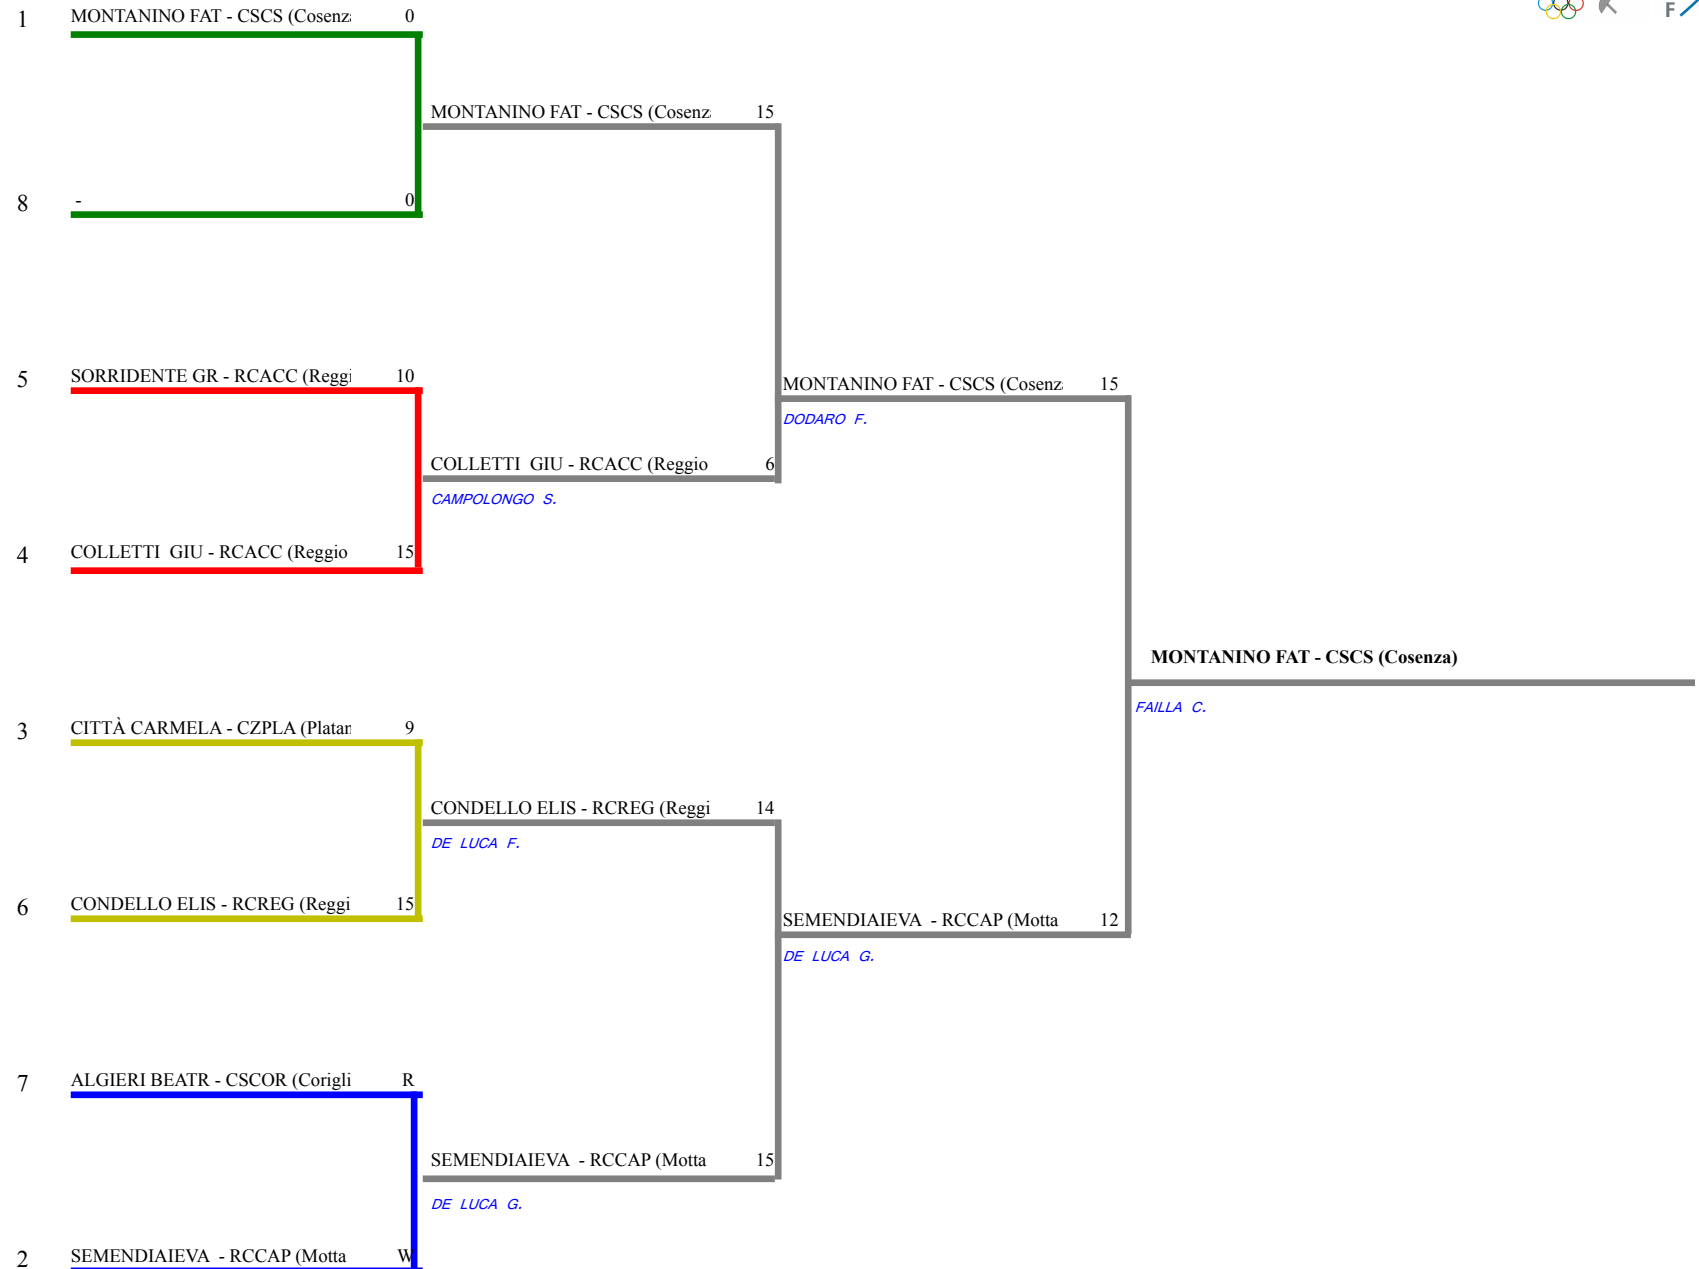 1 MONTANINO FAT - CSCS (Cosenz 0
MONTANINO FAT - CSCS (Cosenz 15
8 - 0
5 SORRIDENTE GR - RCACC (Reggi 10
MONTANINO FAT - CSCS (Cosenz 15
DODARO F.
COLLETTI GIU - RCACC (Reggio 6
CAMPOLONGO S.
4 COLLETTI GIU - RCACC (Reggio 15
MONTANINO FAT - CSCS (Cosenza)
FAILLA C.
3 CITTÀ CARMELA - CZPLA (Platan 9
CONDELLO ELIS - RCREG (Reggi 14
DE LUCA F.
6 CONDELLO ELIS - RCREG (Reggi 15
SEMENDIAIEVA - RCCAP (Motta 12
DE LUCA G.
7 ALGIERI BEATR - CSCOR (Corigli R
SEMENDIAIEVA - RCCAP (Motta 15
DE LUCA G.
2 SEMENDIAIEVA - RCCAP (Motta W
F